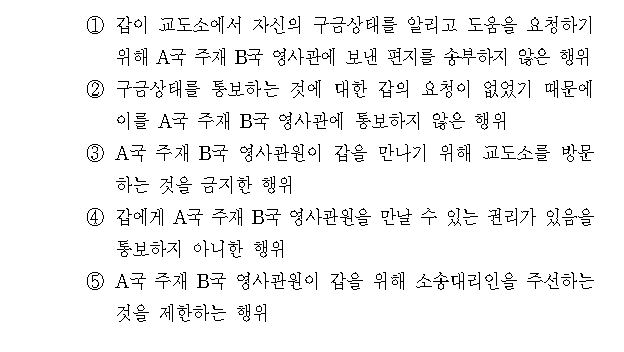 ① 갑이 교도소에서 자신의 구금상태를 알리고 도움을 요청하기
위해 A국 주재 B국 영사관에 보낸 편지를 송부하지 않은 행위
② 구금상태를 통보하는 것에 대한 갑의 요청이 없었기 때문에
이를 A국 주재 B국 영사관에 통보하지 않은 행위
③ A국 주재 B국 영사관원이 갑을 만나기 위해 교도소를 방문
하는 것을 금지한 행위
④ 갑에게 A국 주재 B국 영사관원을 만날 수 있는 권리가 있음을
통보하지 아니한 행위
⑤ A국 주재 B국 영사관원이 갑을 위해 소송대리인을 주선하는
것을 제한하는 행위